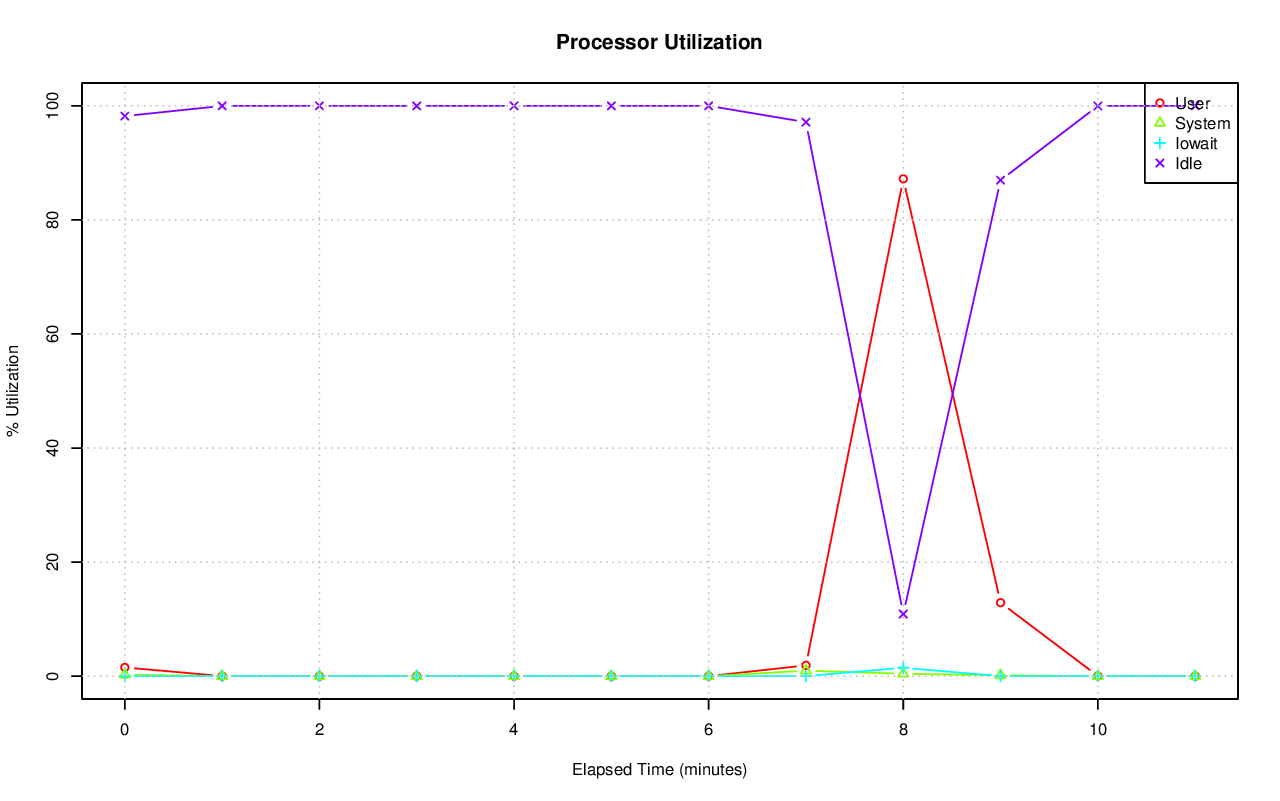 Processor Utilization
% Utilization
100
80
60
40
20
0
User
System
Iowait
Idle
0 2 4 6 8 10
Elapsed Time (minutes)